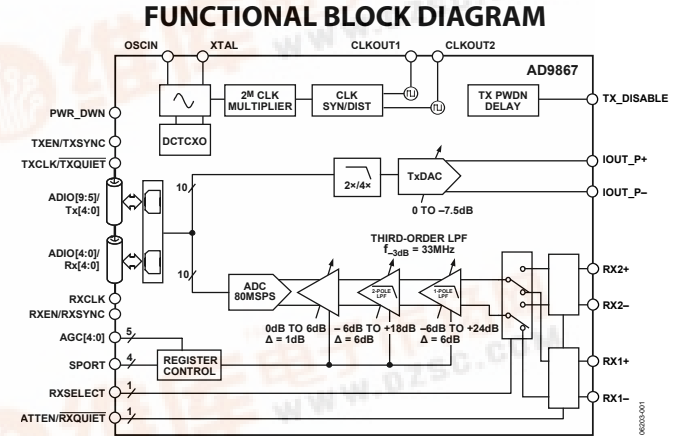 FUNCTIONAL BLOCK DIAGRAM
OSCIN
XTAL
CLKOUT1
CLKOUT2
AD9867
2M CLK
MULTIPLIER
CLK
SYN/DIST
TX PWDN
DELAY
TX_DISABLE
PWR_DWN
DCTCXO
TXEN/TXSYNC
TXCLK/TXQUIET
10
2×/4×
TxDAC
IOUT_P+
IOUT_P–
0 TO –7.5dB
ADIO[9:5]/
Tx[4:0]
ADIO[4:0]/
Rx[4:0]
10
THIRD-ORDER LPF
f–3dB = 33MHz
ADC
80MSPS
2-POLE
LPF
1-POLE
LPF
RX2+
RX2–
RXCLK
RXEN/RXSYNC
0dB TO 6dB
Δ = 1dB
– 6dB TO +18dB
Δ = 6dB
–6dB TO +24dB
Δ = 6dB
AGC[4:0]
5
SPORT
4
REGISTER
CONTROL
RX1+
RX1–
RXSELECT
1
ATTEN/RXQUIET
1
06203-001
WWW.DZSC.COM